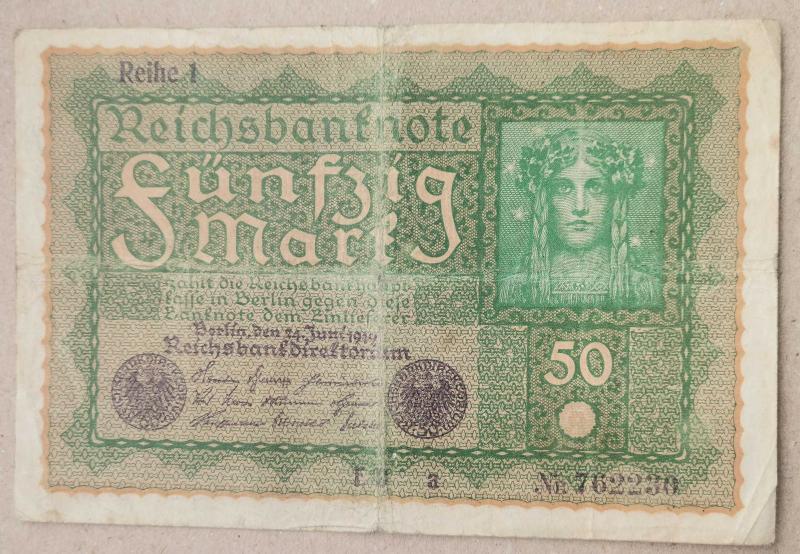 Reihe 1
Reichsbanknote
Fünfzig
Mark
zahlt die Reichsbankhaupt-
kasse in Berlin gegen diese
Banknote dem Einlieferer
Berlin, den 24. Juni 1919
Reichsbankdirektorium
50
a
Nr. 762230